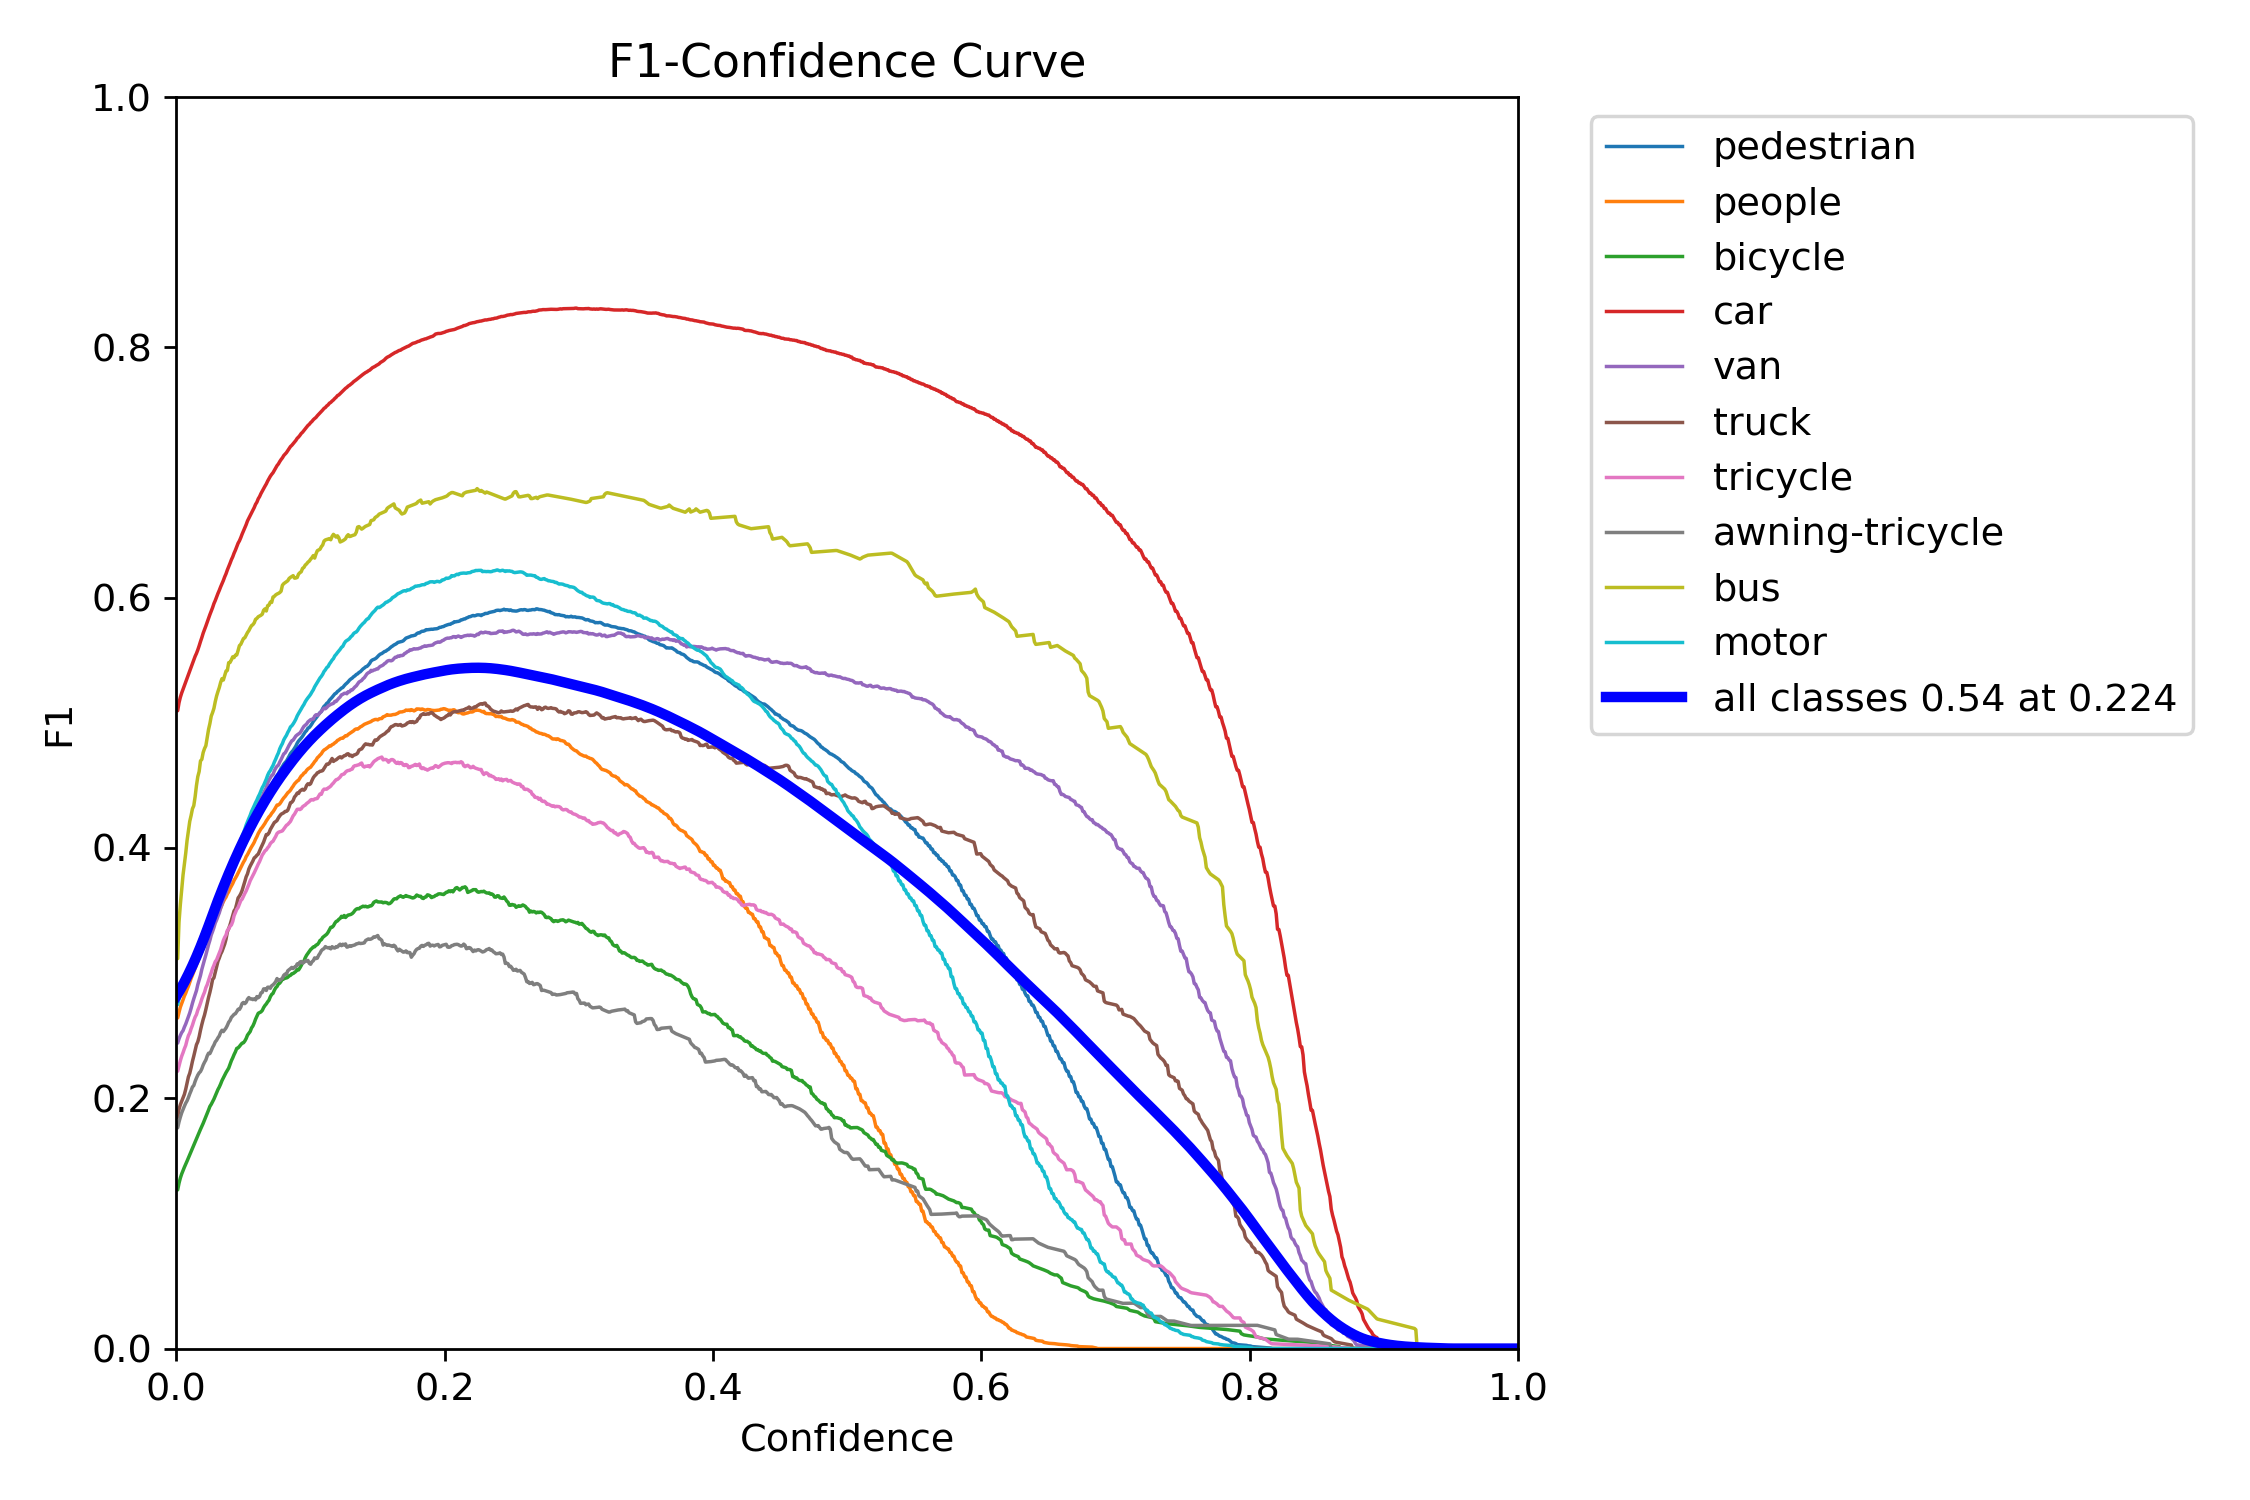 F1-Confidence Curve
1.0
0.8
0.6
0.4
0.2
0.0
F1
0.0 0.2 0.4 0.6 0.8 1.0
Confidence
pedestrian
people
bicycle
car
van
truck
tricycle
awning-tricycle
bus
motor
all classes 0.54 at 0.224